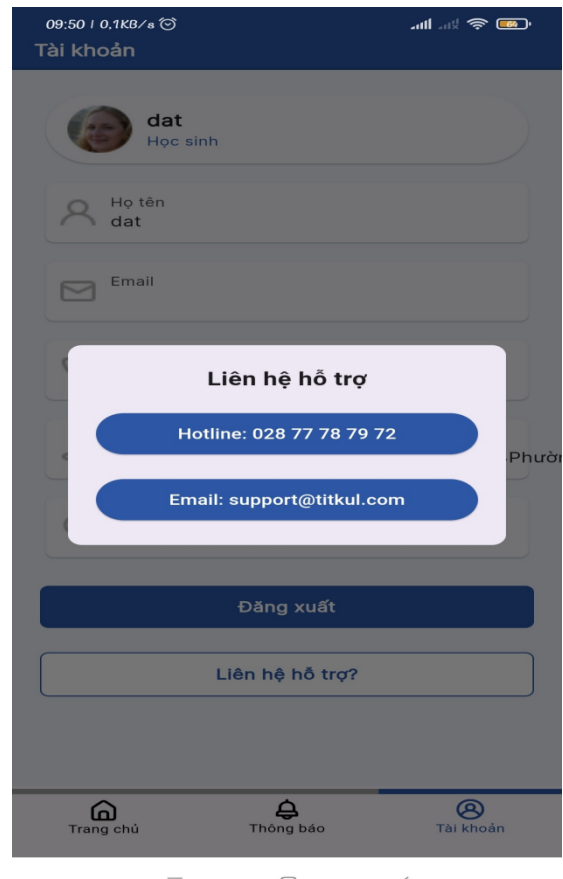 09:50 | 0,1KB/s
64
Tài khoản
dat
Học sinh
Họ tên
dat
Email
Liên hệ hỗ trợ
Hotline: 028 77 78 79 72
Phườn
Email: support@titkul.com
Đăng xuất
Liên hệ hỗ trợ?
Trang chủ
Thông báo
Tài khoản